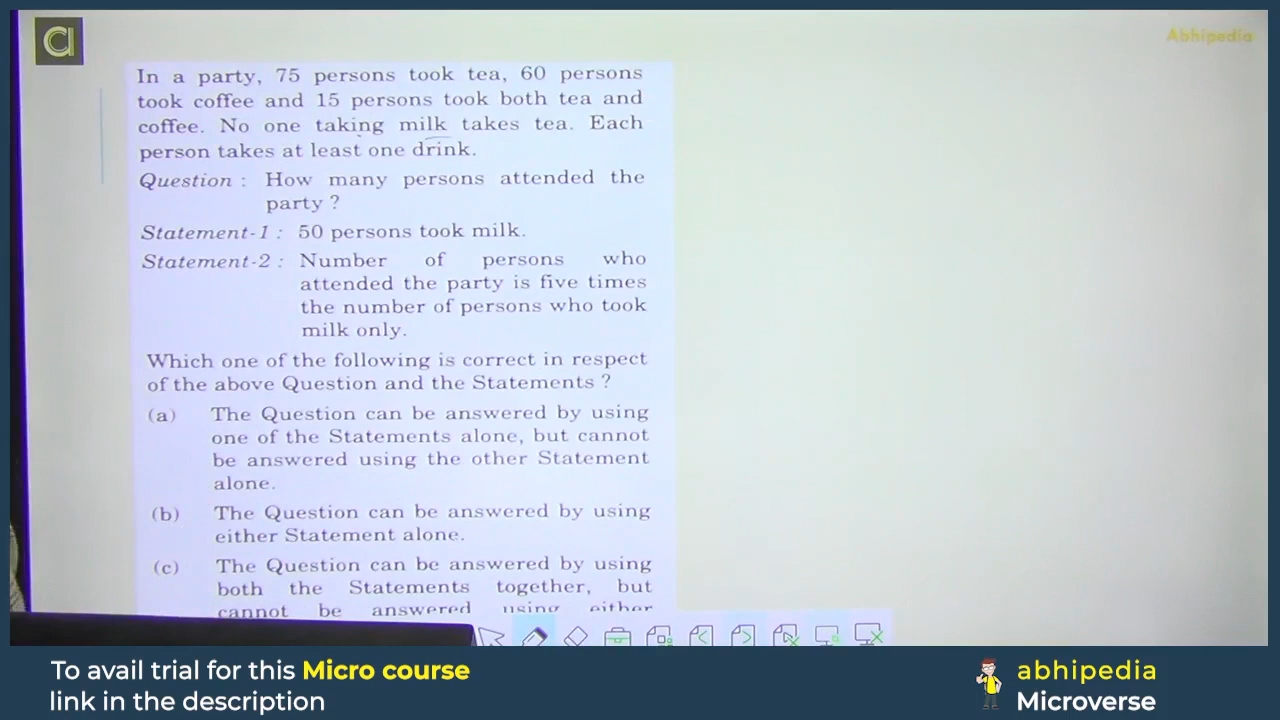 Abhipedia
In a party, 75 persons took tea, 60 persons
took coffee and 15 persons took both tea and
coffee. No one taking milk takes tea. Each
person takes at least one drink.
Question : How many persons attended the
party ?
Statement-1 : 50 persons took milk.
Statement-2 : Number of persons who
attended the party is five times
the number of persons who took
milk only.
Which one of the following is correct in respect
of the above Question and the Statements ?
(a) The Question can be answered by using
one of the Statements alone, but cannot
be answered using the other Statement
alone.
(b) The Question can be answered by using
either Statement alone.
(c) The Question can be answered by using
both the Statements together, but
cannot be answered using either
To avail trial for this Micro course
link in the description
abhipedia
Microverse